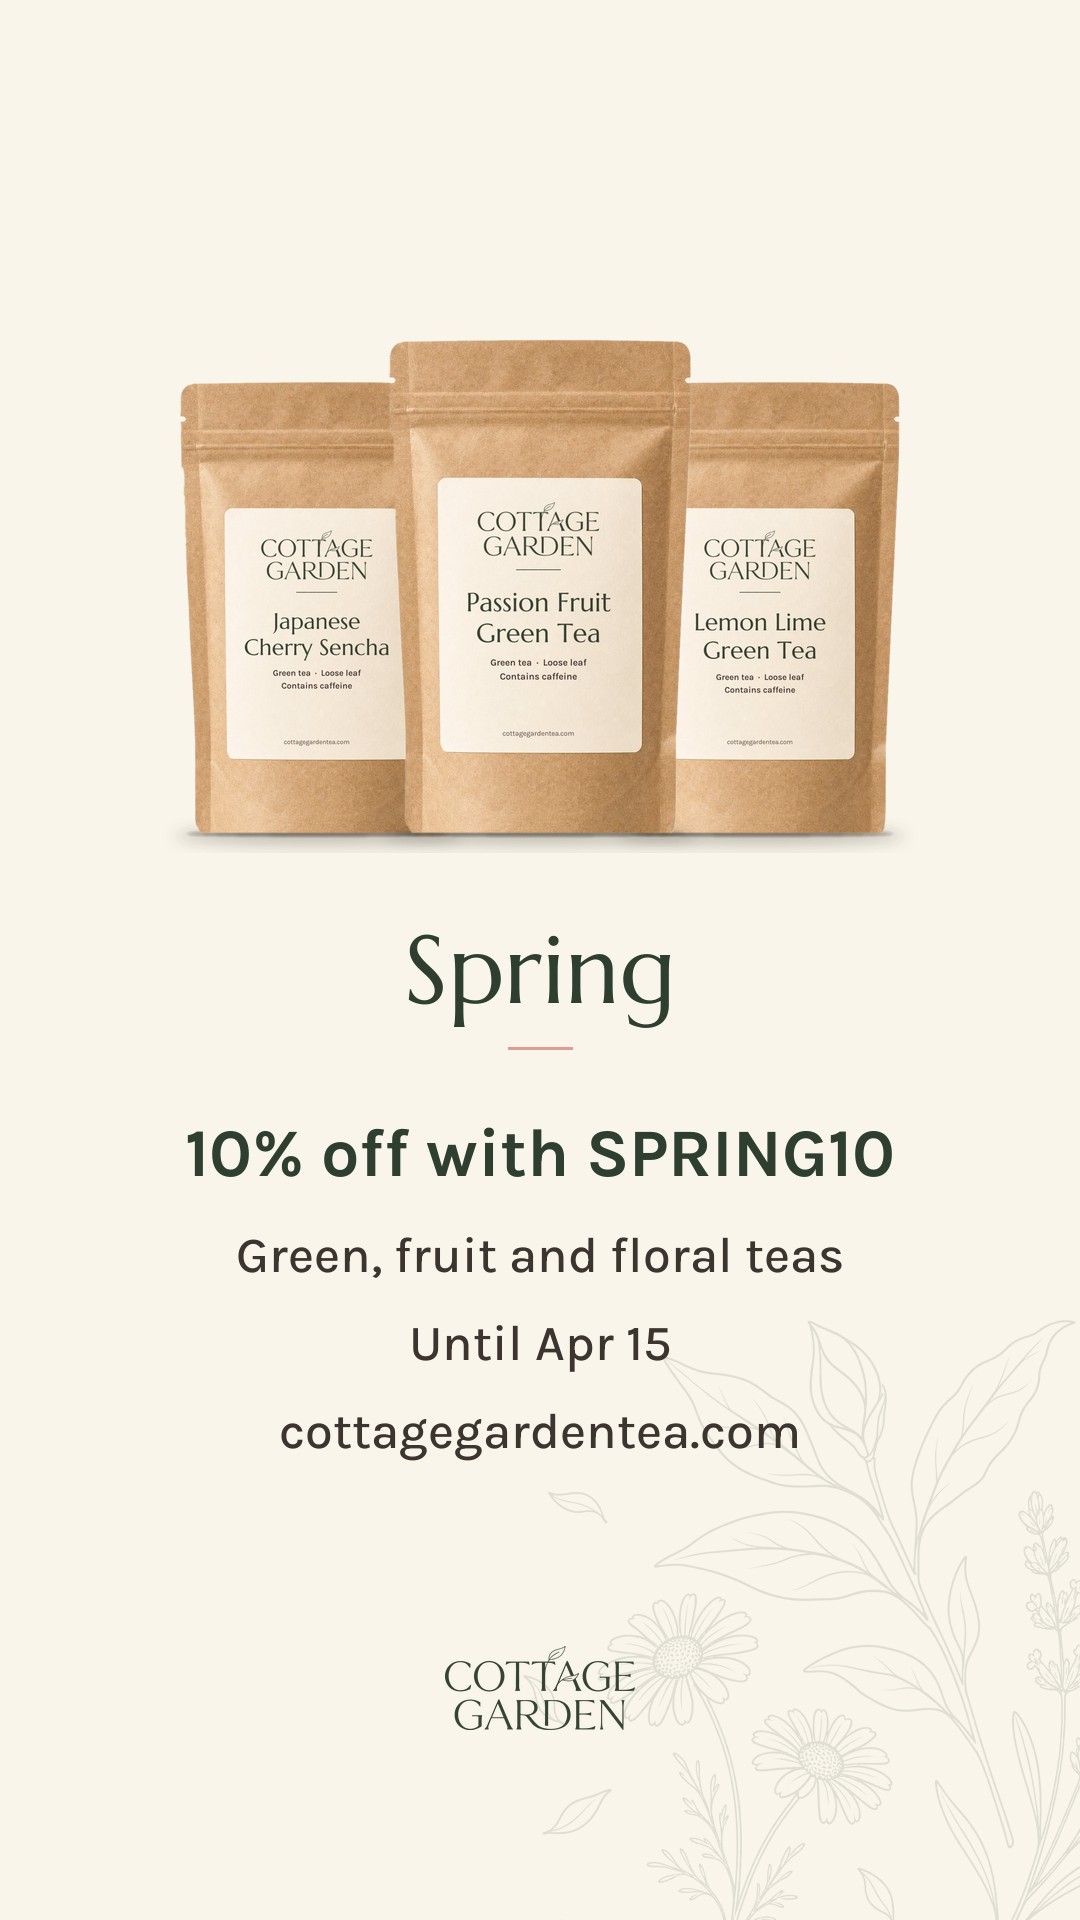 COTTAGE
GARDEN
Japanese
Cherry Sencha
Green tea · Loose leaf
Contains caffeine
cottagegardentea.com
COTTAGE
GARDEN
Passion Fruit
Green Tea
Green tea · Loose leaf
Contains caffeine
cottagegardentea.com
COTTAGE
GARDEN
Lemon Lime
Green Tea
Green tea · Loose leaf
Contains caffeine
cottagegardentea.com
Spring
10% off with SPRING10
Green, fruit and floral teas
Until Apr 15
cottagegardentea.com
COTTAGE
GARDEN